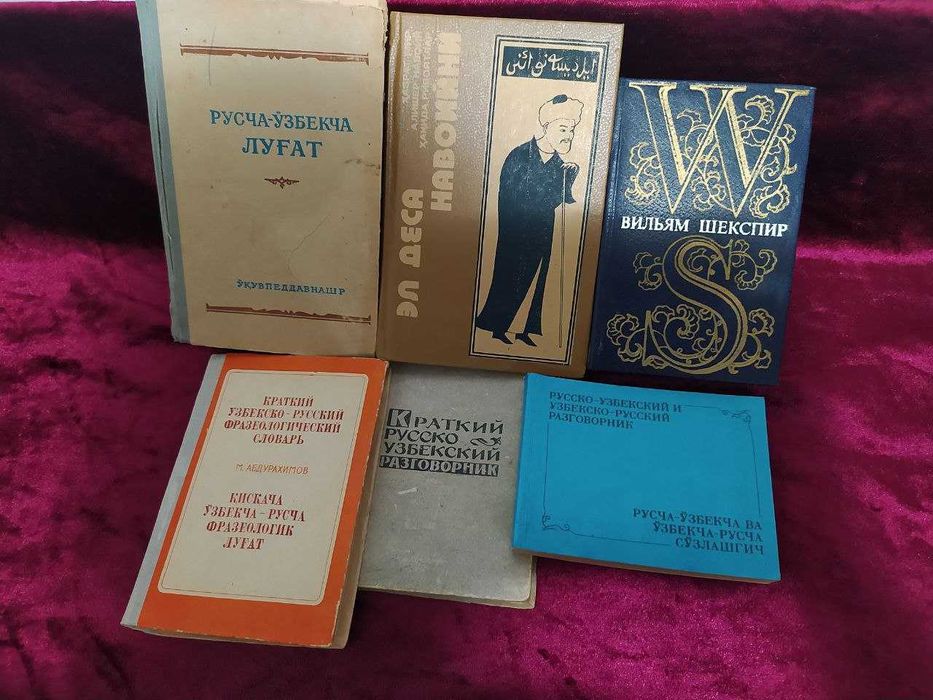 РУСЧА-ЎЗБЕКЧА
ЛУҒАТ
ЎҚУВПЕДДАВНАШР
ЭЛ ДЕСА
НАВОИЙНИ
ВИЛЬЯМ ШЕКСПИР
W
S
КРАТКИЙ
УЗБЕКСКО-РУССКИЙ
ФРАЗЕОЛОГИЧЕСКИЙ
СЛОВАРЬ
М. АБДУРАХИМОВ
КИСКАЧА
ЎЗБЕКЧА-РУСЧА
ФРАЗЕОЛОГИК
ЛУҒАТ
КРАТКИЙ
РУССКО
УЗБЕКСКИЙ
РАЗГОВОРНИК
РУССКО-УЗБЕКСКИЙ И
УЗБЕКСКО-РУССКИЙ
РАЗГОВОРНИК
РУСЧА-ЎЗБЕКЧА ВА
ЎЗБЕКЧА-РУСЧА
СЎЗЛАШГИЧ